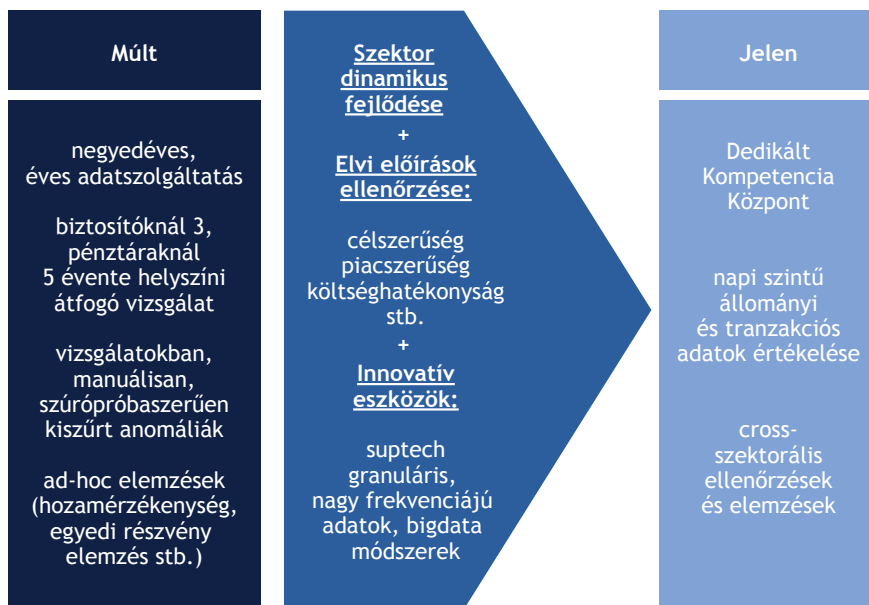 Múlt
negyedéves,
éves adatszolgáltatás
biztosítóknál 3,
pénztáraknál
5 évente helyszíni
átfogó vizsgálat
vizsgálatokban,
manuálisan,
szúrópróbaszerűen
kiszűrt anomáliák
ad-hoc elemzések
(hozamérzékenység,
egyedi részvény
elemzés stb.)
Szektor
dinamikus
fejlődése
+
Elvi előírások
ellenőrzése:
célszerűség
piacszerűség
költséghatékonyság
stb.
+
Innovatív
eszközök:
suptech
granuláris,
nagy frekvenciájú
adatok, bigdata
módszerek
Jelen
Dedikált
Kompetencia
Központ
napi szintű
állományi
és tranzakciós
adatok értékelése
cross-
szektorális
ellenőrzések
és elemzések